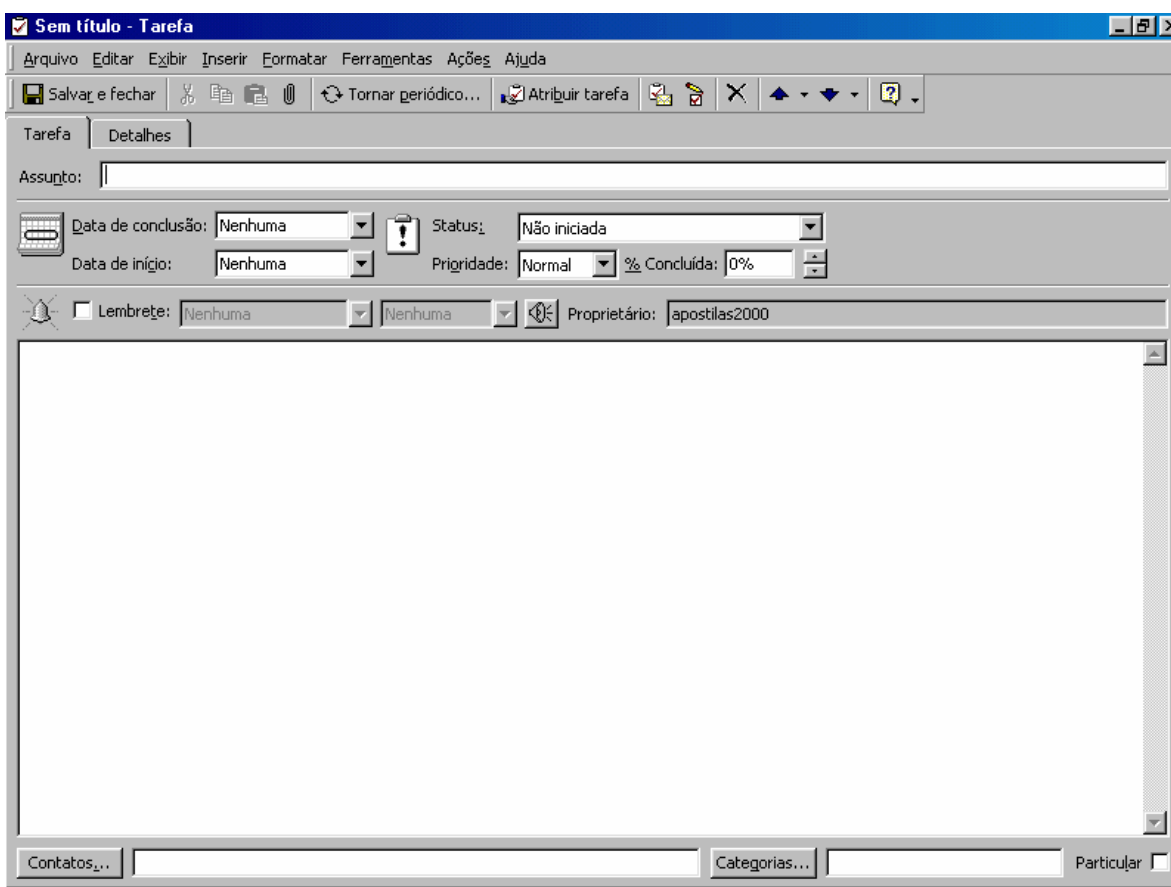 Sem título - Tarefa
Arquivo Editar Exibir Inserir Formatar Ferramentas Ações Ajuda
Salvar e fechar Tornar periódico... Atribuir tarefa
Tarefa Detalhes
Assunto:
Data de conclusão: Nenhuma Status: Não iniciada
Data de início: Nenhuma Prioridade: Normal % Concluída: 0%
Lembrete: Nenhuma Nenhuma Proprietário: apostilas2000
Contatos... Categorias... Particular